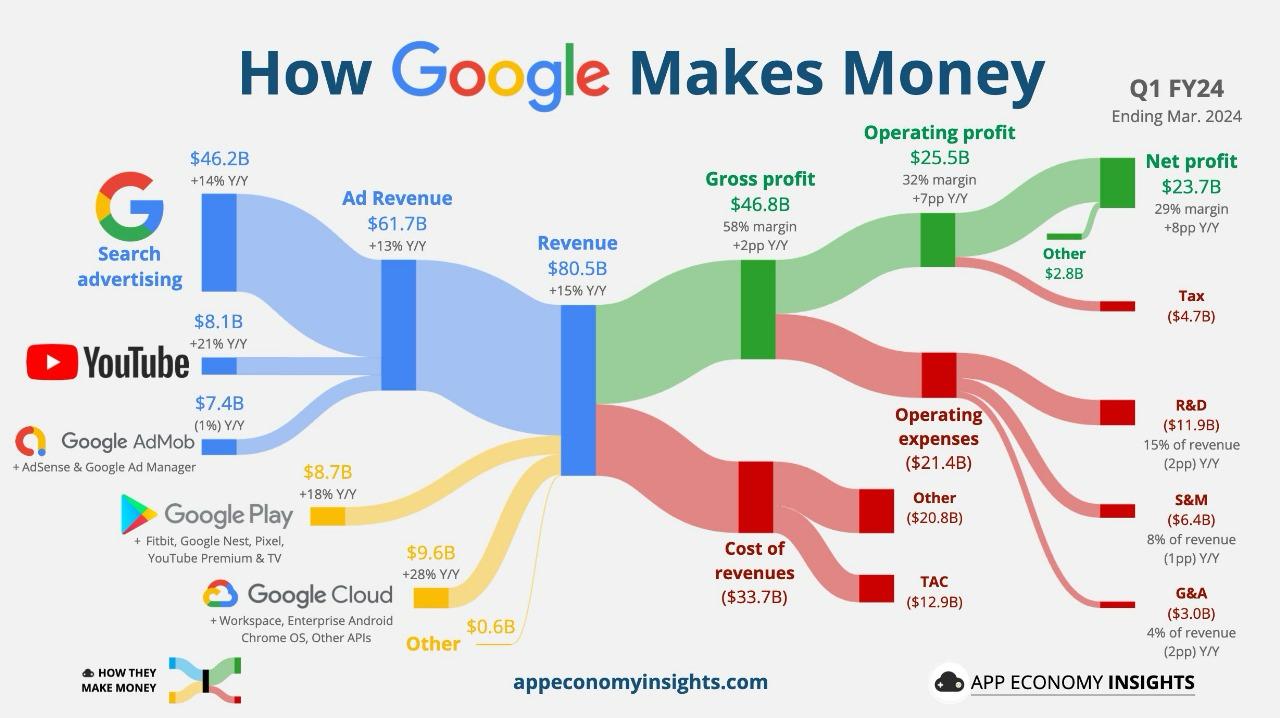 How Google Makes Money
Q1 FY24
Ending Mar. 2024
$46.2B
+14% Y/Y
Search
advertising
$8.1B
+21% Y/Y
YouTube
$7.4B
(1%) Y/Y
Google AdMob
+ AdSense & Google Ad Manager
Ad Revenue
$61.7B
+13% Y/Y
$8.7B
+18% Y/Y
Google Play
+ Fitbit, Google Nest, Pixel,
YouTube Premium & TV
$9.6B
+28% Y/Y
Google Cloud
+ Workspace, Enterprise Android
Chrome OS, Other APIs
Other
$0.6B
Revenue
$80.5B
+15% Y/Y
Gross profit
$46.8B
58% margin
+2pp Y/Y
Cost of
revenues
($33.7B)
Operating profit
$25.5B
32% margin
+7pp Y/Y
Operating
expenses
($21.4B)
Other
($20.8B)
TAC
($12.9B)
Net profit
$23.7B
29% margin
+8pp Y/Y
Other
$2.8B
Tax
($4.7B)
R&D
($11.9B)
15% of revenue
(2pp) Y/Y
S&M
($6.4B)
8% of revenue
(1pp) Y/Y
G&A
($3.0B)
4% of revenue
(2pp) Y/Y
HOW THEY
MAKE MONEY
appeconomyinsights.com
APP ECONOMY INSIGHTS